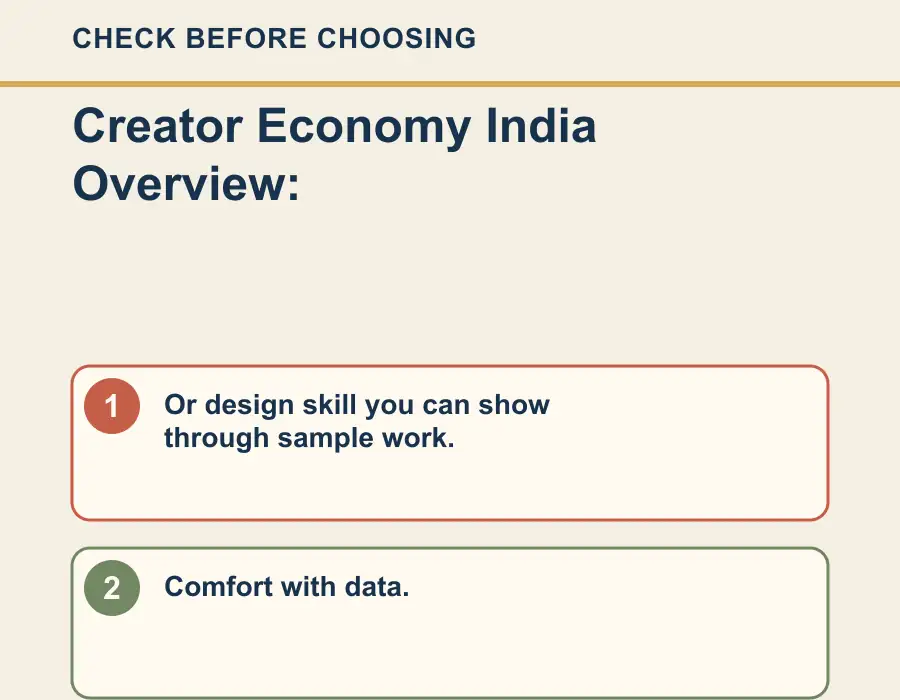 CHECK BEFORE CHOOSING
Creator Economy India
Overview:
1
Or design skill you can show
through sample work.
2
Comfort with data.